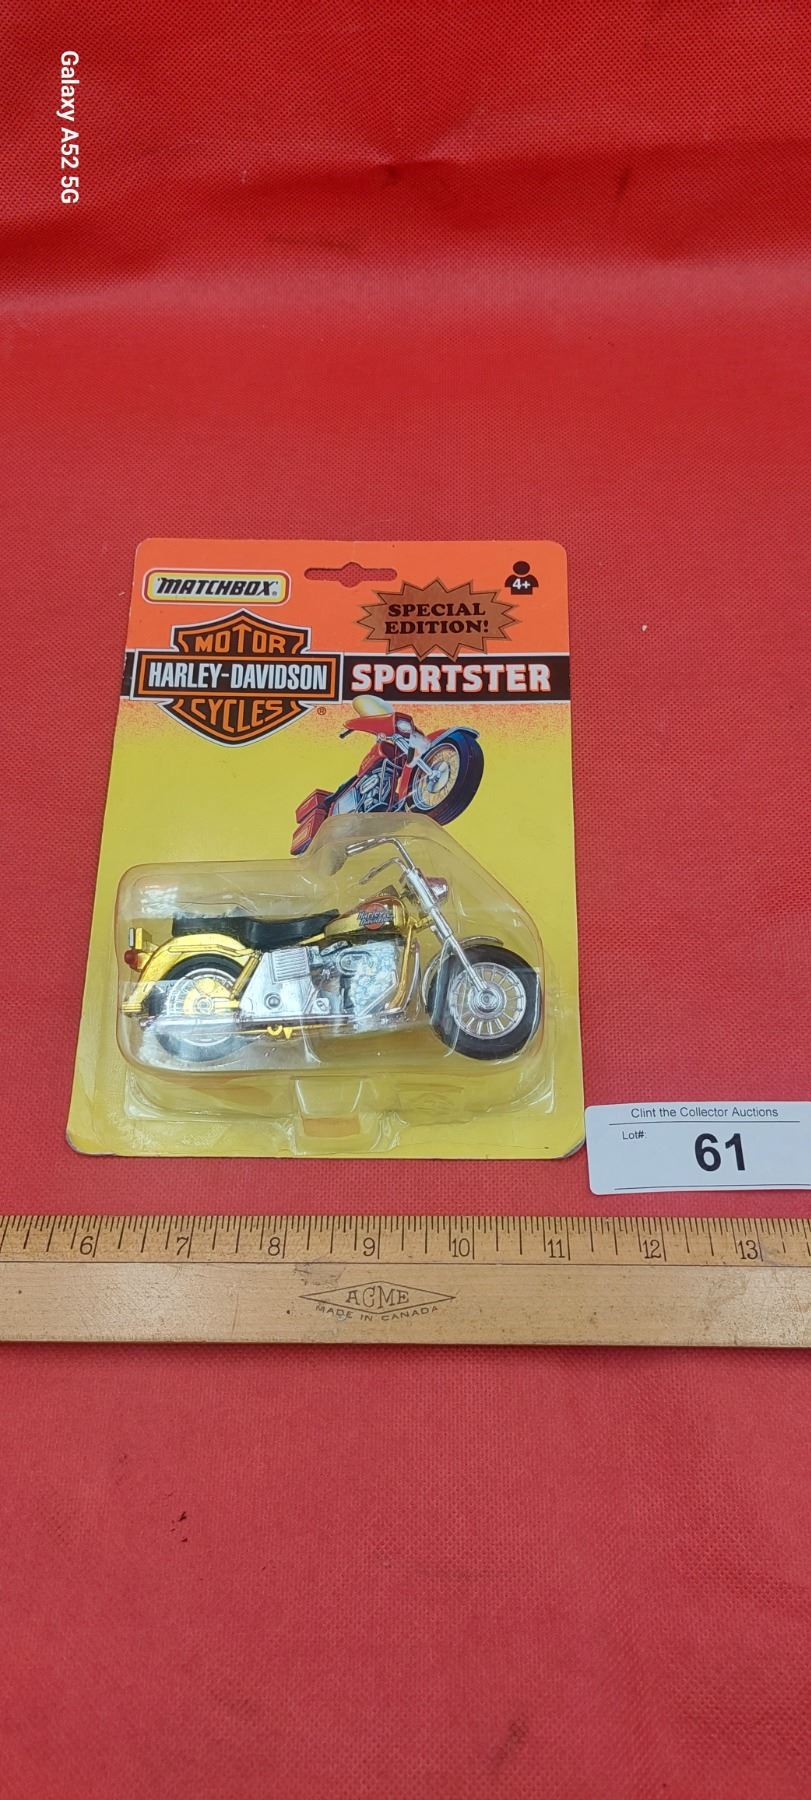 Galaxy A52 5G
MATCHBOX®
4+
SPECIAL
EDITION!
MOTOR
HARLEY-DAVIDSON
CYCLES®
SPORTSTER
Clint the Collector Auctions
Lot#:
61
6 7 8 9 10 11 12 13
ACME
MADE IN CANADA